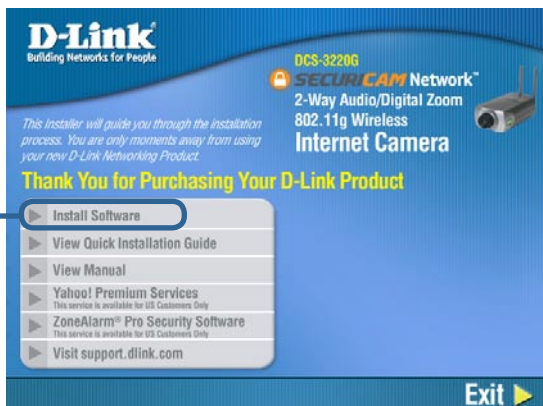 D-Link
Building Networks for People
DCS-3220G
SECURICAM Network™
2-Way Audio/Digital Zoom
802.11g Wireless
Internet Camera
This Installer will guide you through the installation
process. You are only moments away from using
your new D-Link Networking Product.
Thank You for Purchasing Your D-Link Product
Install Software
View Quick Installation Guide
View Manual
Yahoo! Premium Services
This service is available for US Customers Only
ZoneAlarm® Pro Security Software
This service is available for US Customers Only
Visit support.dlink.com
Exit